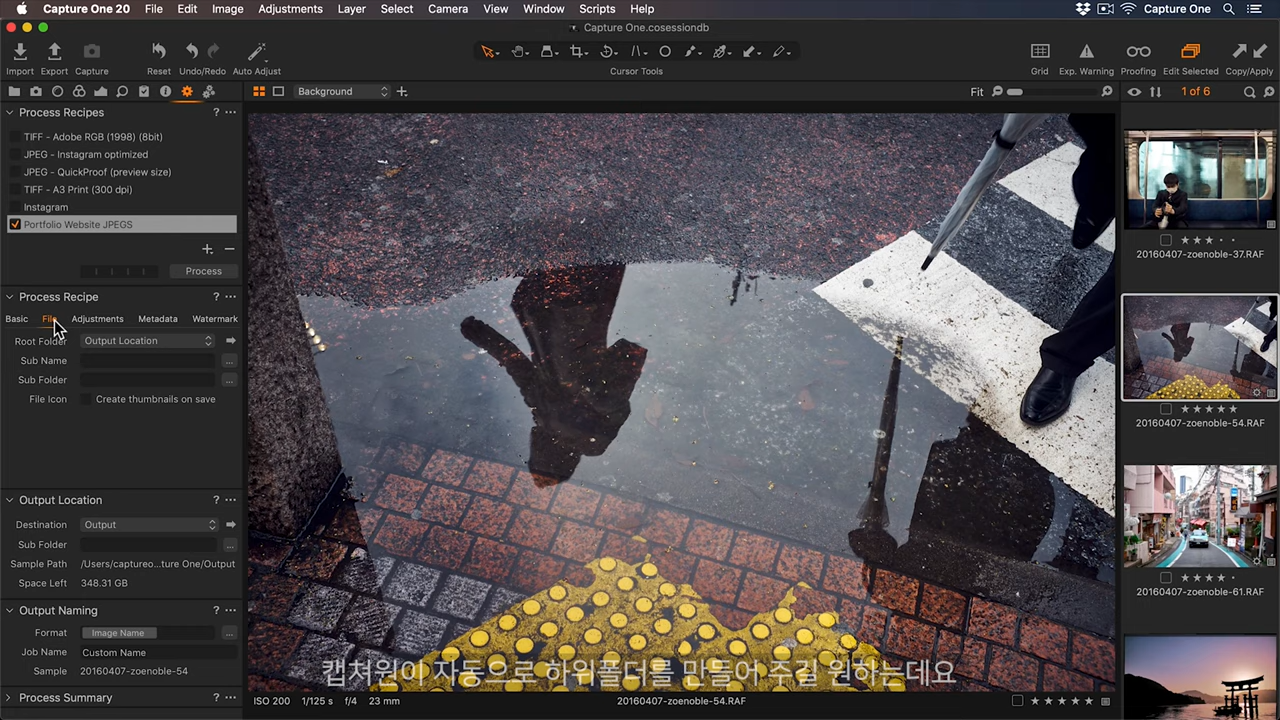 Capture One 20 File Edit Image Adjustments Layer Select Camera View Window Scripts Help Capture One
Capture One.cosessiondb
Import Export Capture Reset Undo/Redo Auto Adjust Cursor Tools Grid Exp. Warning Proofing Edit Selected Copy/Apply
Background Fit 1 of 6
Process Recipes ? ...
TIFF - Adobe RGB (1998) (8bit)
JPEG - Instagram optimized
JPEG - QuickProof (preview size)
TIFF - A3 Print (300 dpi)
Instagram
Portfolio Website JPEGS
+ −
Process
Process Recipe ? ...
Basic File Adjustments Metadata Watermark
Root Folder Output Location
Sub Name ...
Sub Folder ...
File Icon Create thumbnails on save
Output Location ? ...
Destination Output
Sub Folder ...
Sample Path /Users/captureo...ture One/Output
Space Left 348.31 GB
Output Naming ? ...
Format Image Name ...
Job Name Custom Name
Sample 20160407-zoenoble-54
Process Summary ? ...
캡쳐원이 자동으로 하위폴더를 만들어 주길 원하는데요
ISO 200 1/125 s f/4 23 mm 20160407-zoenoble-54.RAF
20160407-zoenoble-37.RAF
20160407-zoenoble-54.RAF
20160407-zoenoble-61.RAF